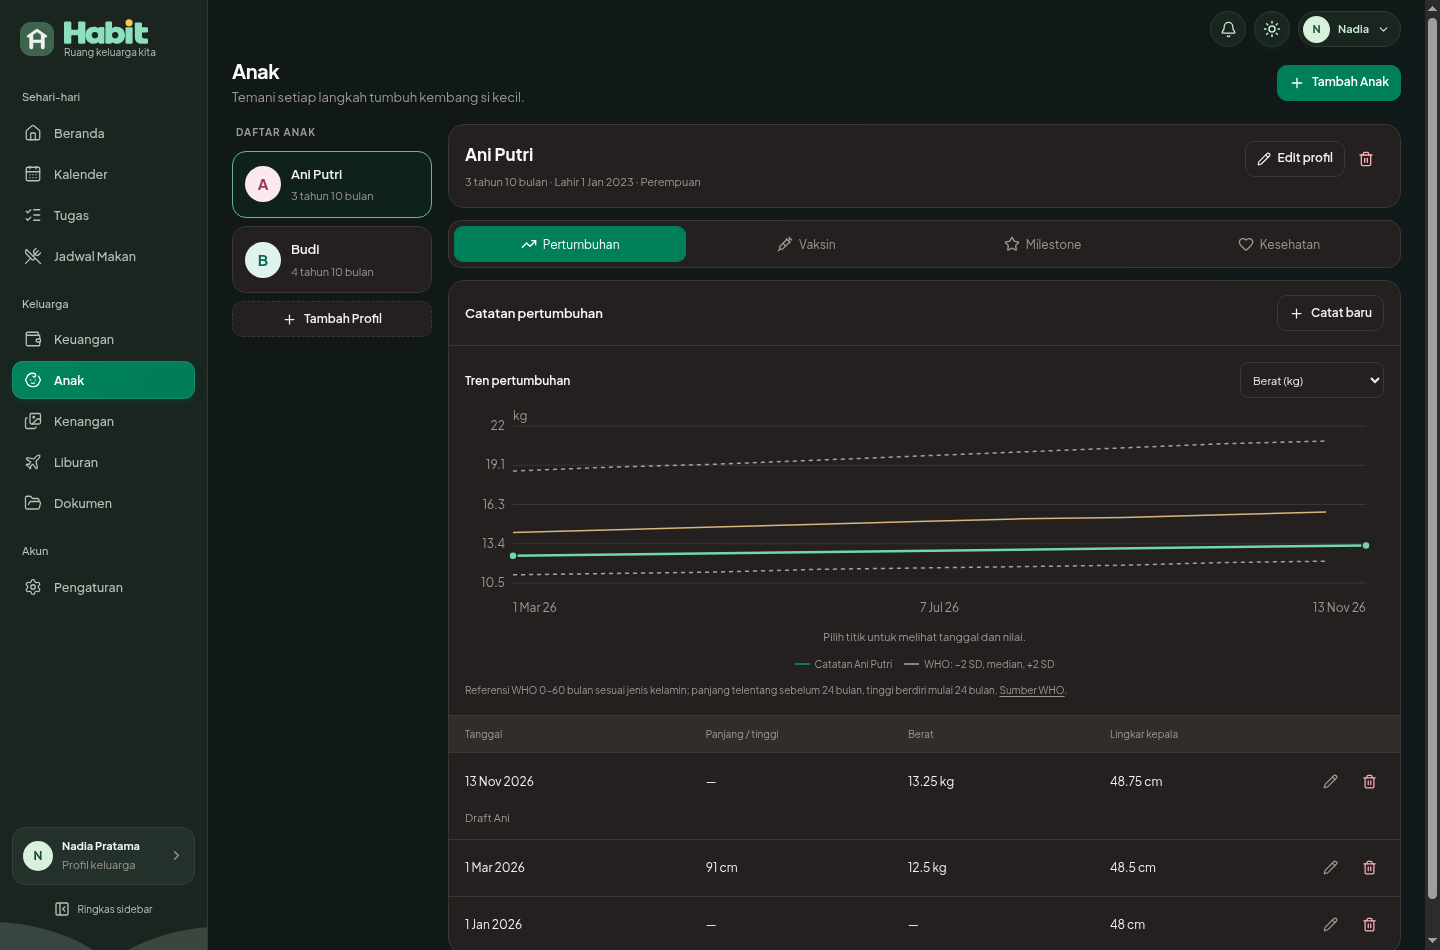 Habit
Ruang keluarga kita
Sehari-hari
Beranda
Kalender
Tugas
Jadwal Makan
Keluarga
Keuangan
Anak
Kenangan
Liburan
Dokumen
Akun
Pengaturan
N
Nadia Pratama
Profil keluarga
Ringkas sidebar
N
Nadia
Anak
Temani setiap langkah tumbuh kembang si kecil.
Tambah Anak
DAFTAR ANAK
A
Ani Putri
3 tahun 10 bulan
B
Budi
4 tahun 10 bulan
Tambah Profil
Ani Putri
3 tahun 10 bulan · Lahir 1 Jan 2023 · Perempuan
Edit profil
Pertumbuhan
Vaksin
Milestone
Kesehatan
Catatan pertumbuhan
Catat baru
Tren pertumbuhan
Berat (kg)
kg
22
19.1
16.3
13.4
10.5
1 Mar 26
7 Jul 26
13 Nov 26
Pilih titik untuk melihat tanggal dan nilai.
Catatan Ani Putri
WHO: −2 SD, median, +2 SD
Referensi WHO 0–60 bulan sesuai jenis kelamin; panjang telentang sebelum 24 bulan, tinggi berdiri mulai 24 bulan. Sumber WHO.
Tanggal Panjang / tinggi Berat Lingkar kepala
13 Nov 2026 — 13.25 kg 48.75 cm
Draft Ani
1 Mar 2026 91 cm 12.5 kg 48.5 cm
1 Jan 2026 — — 48 cm